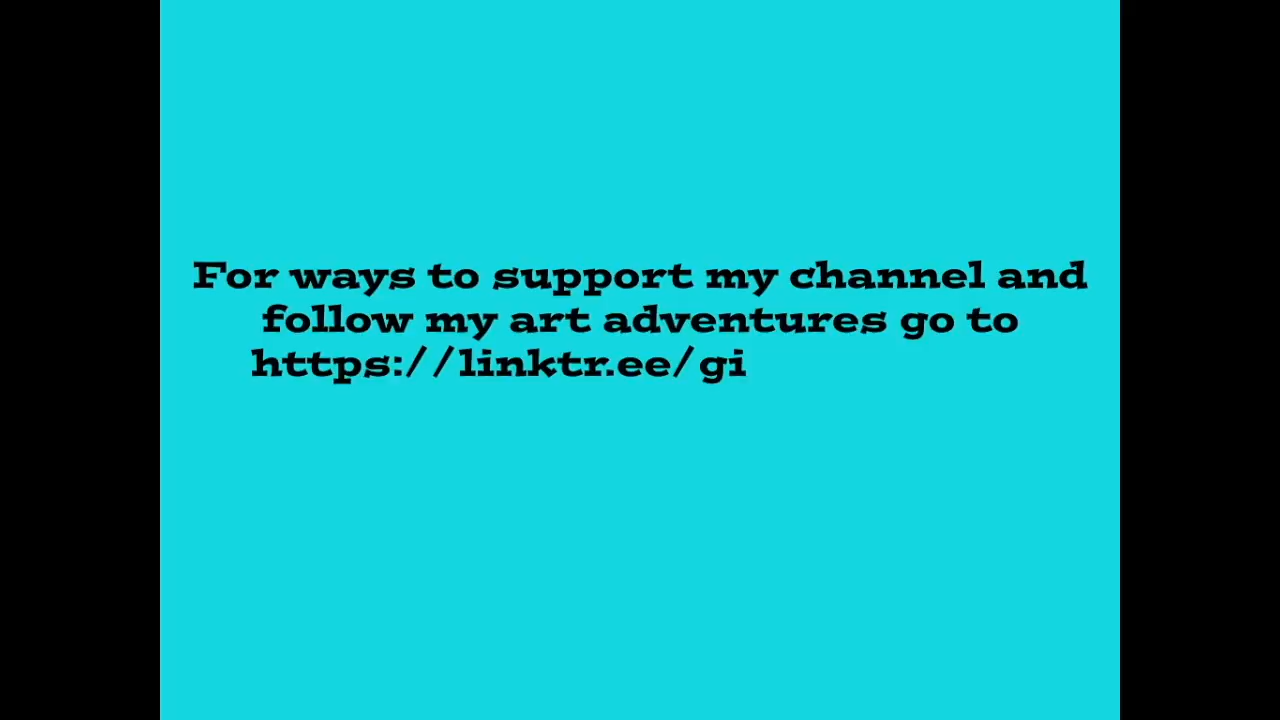 For ways to support my channel and
follow my art adventures go to
https://linktr.ee/gi